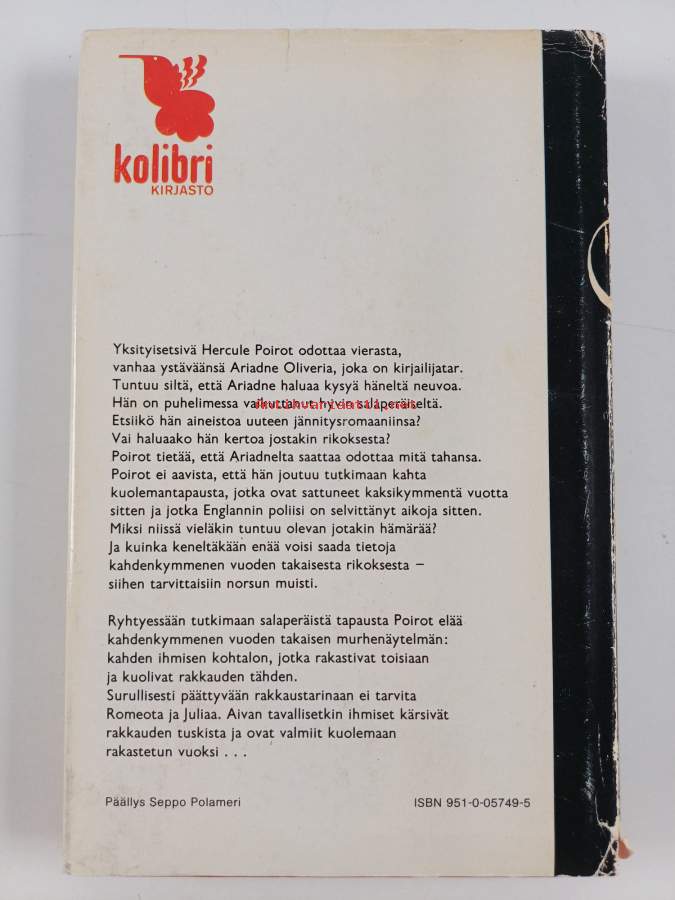 kolibri
KIRJASTO
Yksityisetsivä Hercule Poirot odottaa vierasta,
vanhaa ystäväänsä Ariadne Oliveria, joka on kirjailijatar.
Tuntuu siltä, että Ariadne haluaa kysyä häneltä neuvoa.
Hän on puhelimessa vaikuttanut hyvin salaperäiseltä.
Etsiikö hän aineistoa uuteen jännitysromaaniinsa?
Vai haluaako hän kertoa jostakin rikoksesta?
Poirot tietää, että Ariadnelta saattaa odottaa mitä tahansa.
Poirot ei aavista, että hän joutuu tutkimaan kahta
kuolemantapausta, jotka ovat sattuneet kaksikymmentä vuotta
sitten ja jotka Englannin poliisi on selvittänyt aikoja sitten.
Miksi niissä vieläkin tuntuu olevan jotakin hämärää?
Ja kuinka keneltäkään enää voisi saada tietoja
kahdenkymmenen vuoden takaisesta rikoksesta –
siihen tarvittaisiin norsun muisti.
Ryhtyessään tutkimaan salaperäistä tapausta Poirot elää
kahdenkymmenen vuoden takaisen murhenäytelmän:
kahden ihmisen kohtalon, jotka rakastivat toisiaan
ja kuolivat rakkauden tähden.
Surullisesti päättyvään rakkaustarinaan ei tarvita
Romeota ja Juliaa. Aivan tavallisetkin ihmiset kärsivät
rakkauden tuskista ja ovat valmiit kuolemaan
rakastetun vuoksi . . .
Päällys Seppo Polameri
ISBN 951-0-05749-5